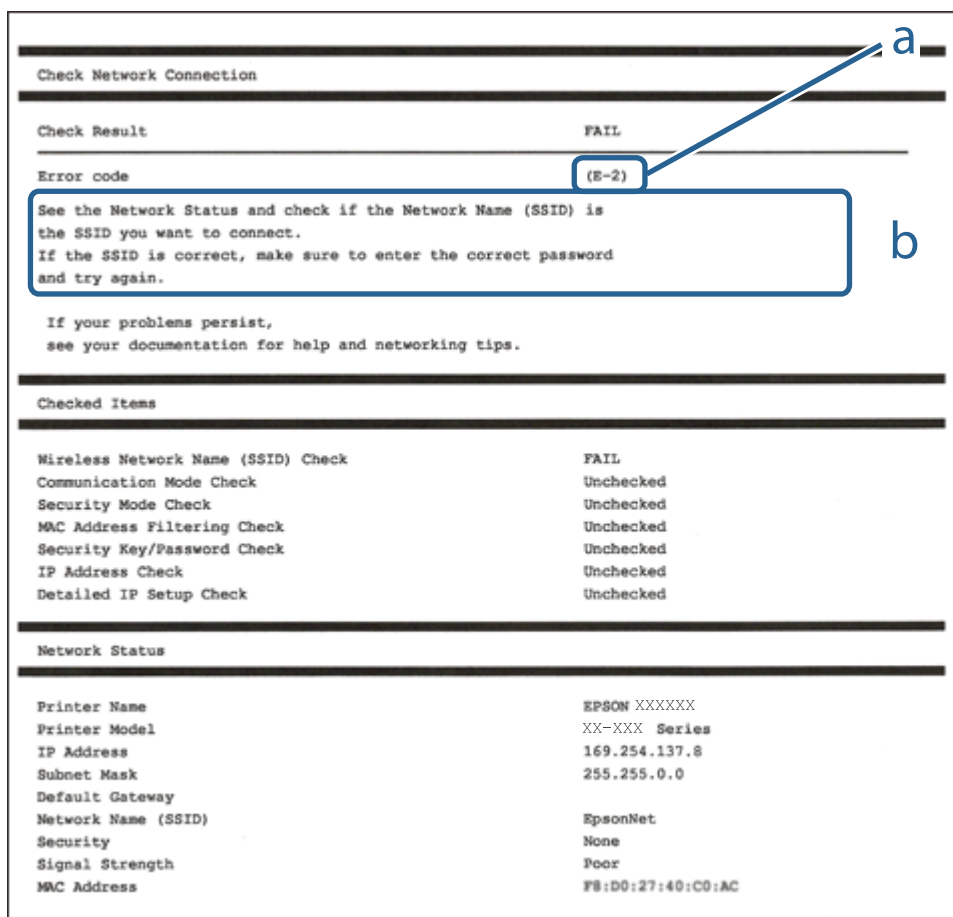 a
Check Network Connection
Check Result FAIL
Error code (E-2)
See the Network Status and check if the Network Name (SSID) is
the SSID you want to connect.
If the SSID is correct, make sure to enter the correct password
and try again.
b
If your problems persist,
see your documentation for help and networking tips.
Checked Items
Wireless Network Name (SSID) Check FAIL
Communication Mode Check Unchecked
Security Mode Check Unchecked
MAC Address Filtering Check Unchecked
Security Key/Password Check Unchecked
IP Address Check Unchecked
Detailed IP Setup Check Unchecked
Network Status
Printer Name EPSON XXXXXX
Printer Model XX-XXX Series
IP Address 169.254.137.8
Subnet Mask 255.255.0.0
Default Gateway
Network Name (SSID) EpsonNet
Security None
Signal Strength Poor
MAC Address F8:D0:27:40:C0:AC